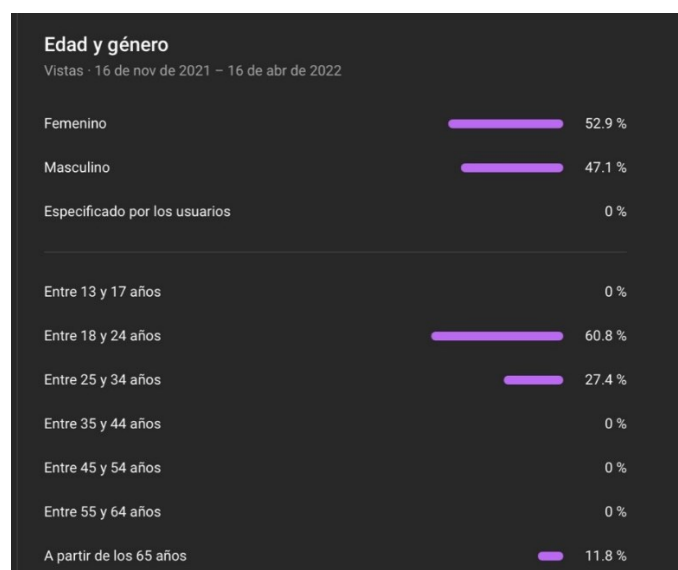 Edad y género
Vistas · 16 de nov de 2021 – 16 de abr de 2022
Femenino 52.9 %
Masculino 47.1 %
Especificado por los usuarios 0 %
Entre 13 y 17 años 0 %
Entre 18 y 24 años 60.8 %
Entre 25 y 34 años 27.4 %
Entre 35 y 44 años 0 %
Entre 45 y 54 años 0 %
Entre 55 y 64 años 0 %
A partir de los 65 años 11.8 %